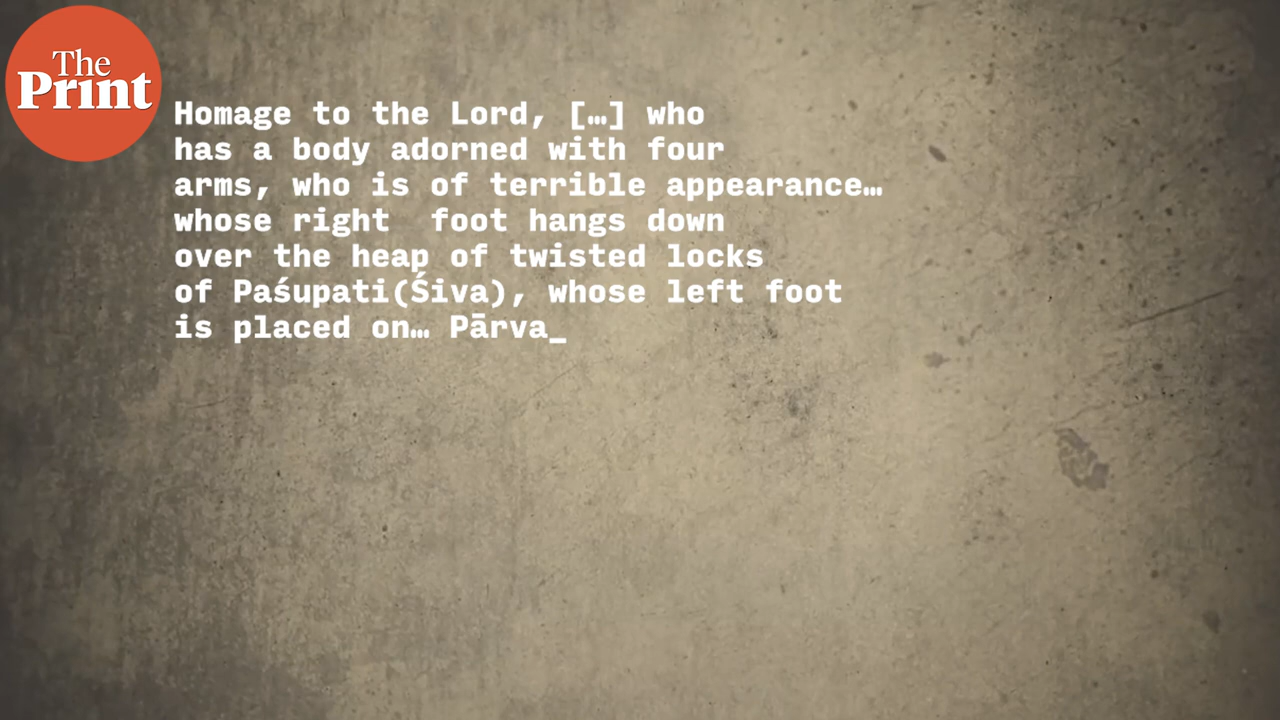 The
Print
Homage to the Lord, […] who
has a body adorned with four
arms, who is of terrible appearance…
whose right  foot hangs down
over the heap of twisted locks
of Paśupati(Śiva), whose left foot
is placed on… Pārva_